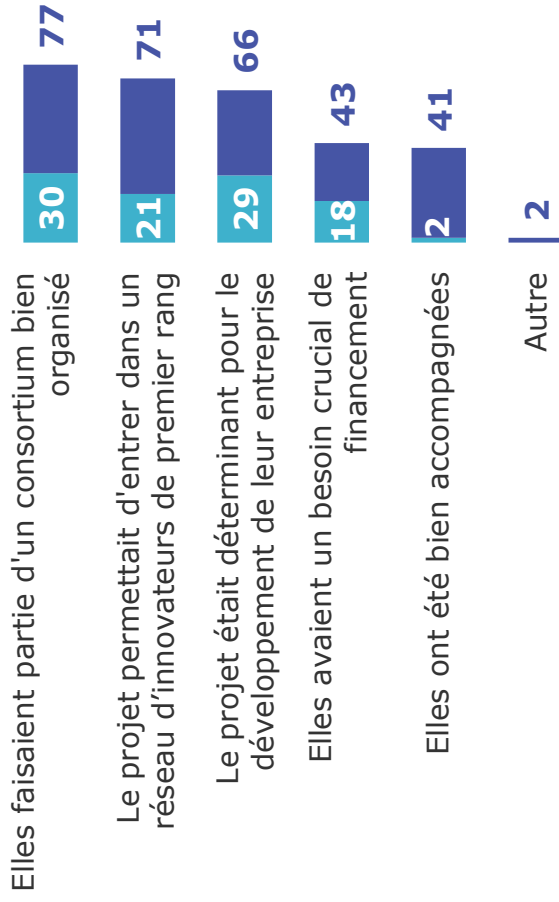 Elles faisaient partie d'un consortium bien
organisé
30
77
Le projet permettait d'entrer dans un
réseau d’innovateurs de premier rang
21
71
Le projet était déterminant pour le
développement de leur entreprise
29
66
Elles avaient un besoin crucial de
financement
18
43
Elles ont été bien accompagnées
2
41
Autre
2